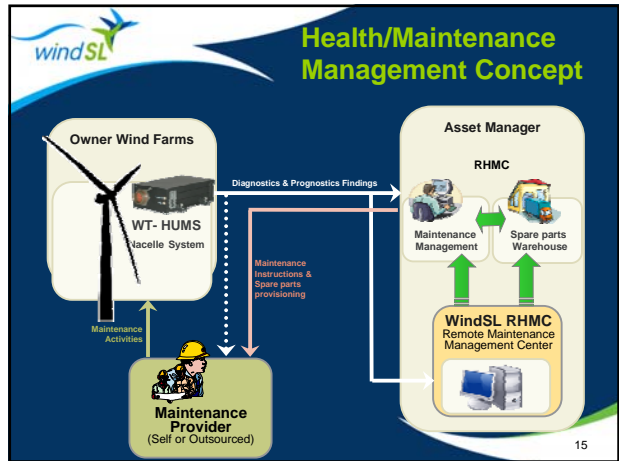 windSL
Health/Maintenance
Management Concept
Owner Wind Farms
WT- HUMS
Nacelle System
Diagnostics & Prognostics Findings
Asset Manager
RHMC
Maintenance
Management
Spare parts
Warehouse
Maintenance
Instructions &
Spare parts
provisioning
WindSL RHMC
Remote Maintenance
Management Center
Maintenance
Activities
Maintenance
Provider
(Self or Outsourced)
15